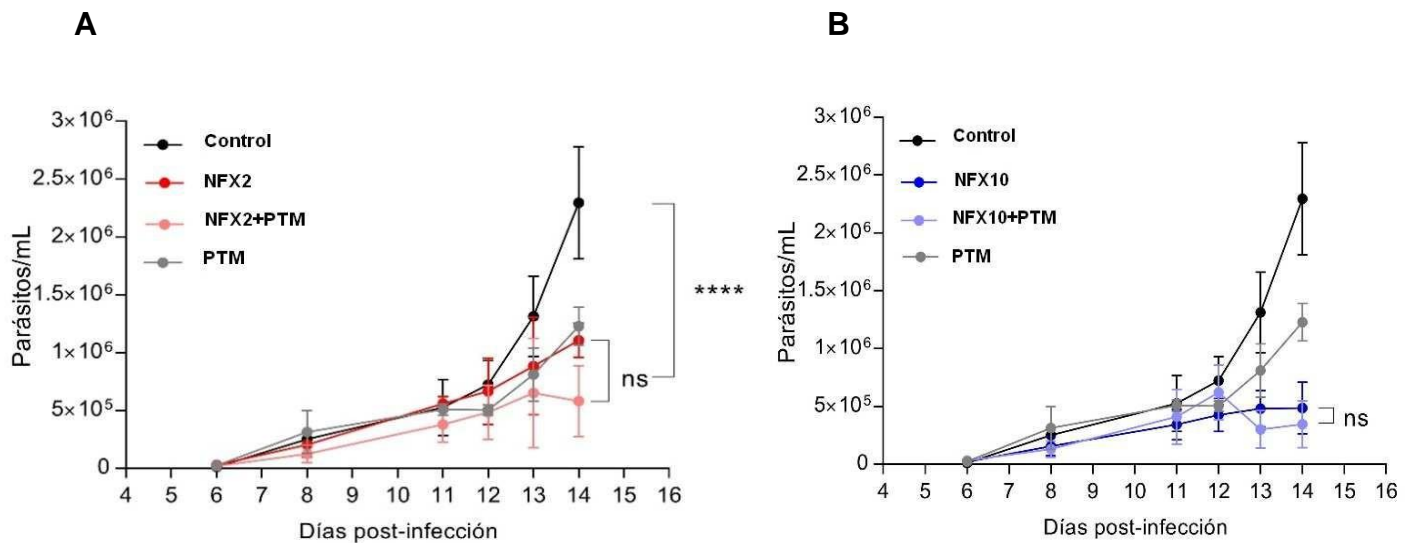 A
3×10⁶
2.5×10⁶
2×10⁶
1.5×10⁶
1×10⁶
5×10⁵
0
Parásitos/mL
Control
NFX2
NFX2+PTM
PTM
****
ns
4 5 6 7 8 9 10 11 12 13 14 15 16
Días post-infección
B
3×10⁶
2.5×10⁶
2×10⁶
1.5×10⁶
1×10⁶
5×10⁵
0
Parásitos/mL
Control
NFX10
NFX10+PTM
PTM
ns
4 5 6 7 8 9 10 11 12 13 14 15 16
Días post-infección